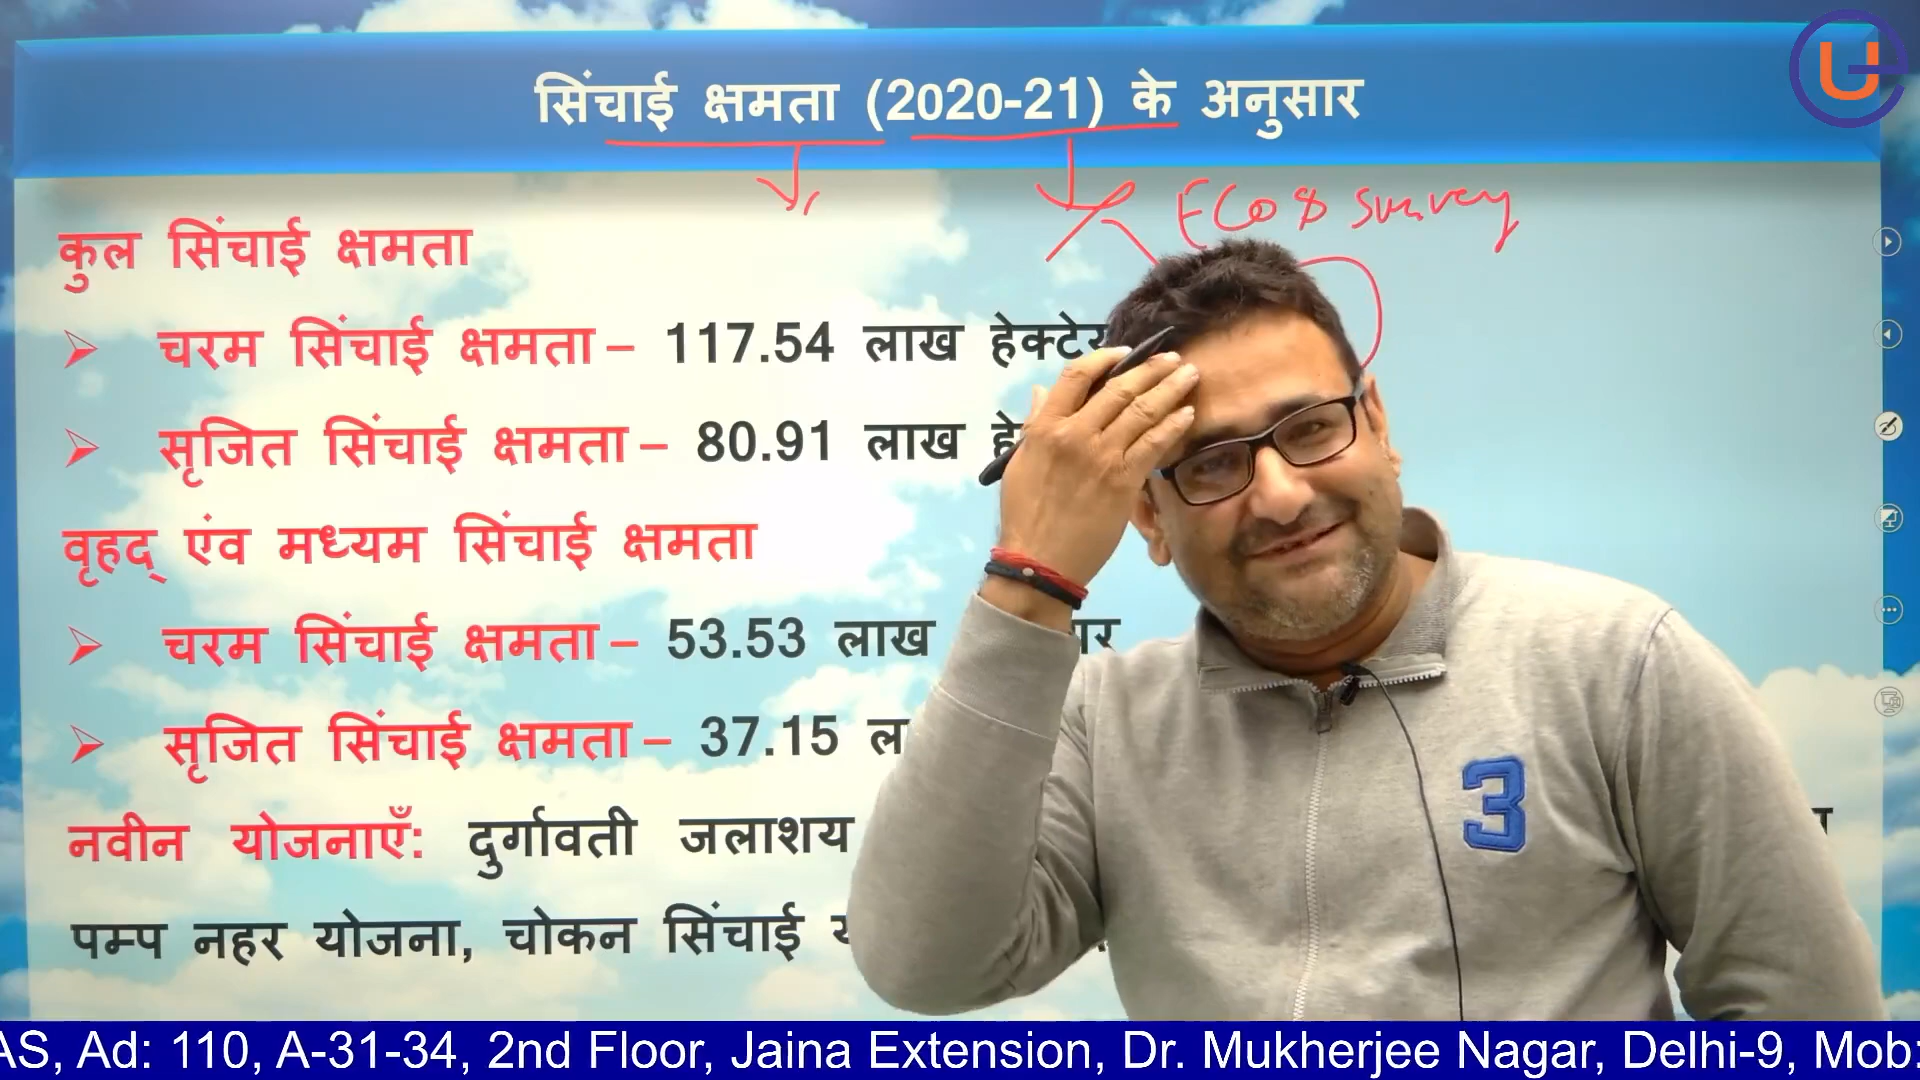 सिंचाई क्षमता (2020-21) के अनुसार
Eco Survey
कुल सिंचाई क्षमता
चरम सिंचाई क्षमता – 117.54 लाख
सृजित सिंचाई क्षमता – 80.91 लाख
वृहद् एंव मध्यम सिंचाई क्षमता
चरम सिंचाई क्षमता – 53.53 लाख
सृजित सिंचाई क्षमता – 37.15
नवीन योजनाएँ: दुर्गावती जलाशय
पम्प नहर योजना, चोकन सिंचाई
3
AS, Ad: 110, A-31-34, 2nd Floor, Jaina Extension, Dr. Mukherjee Nagar, Delhi-9, Mob: